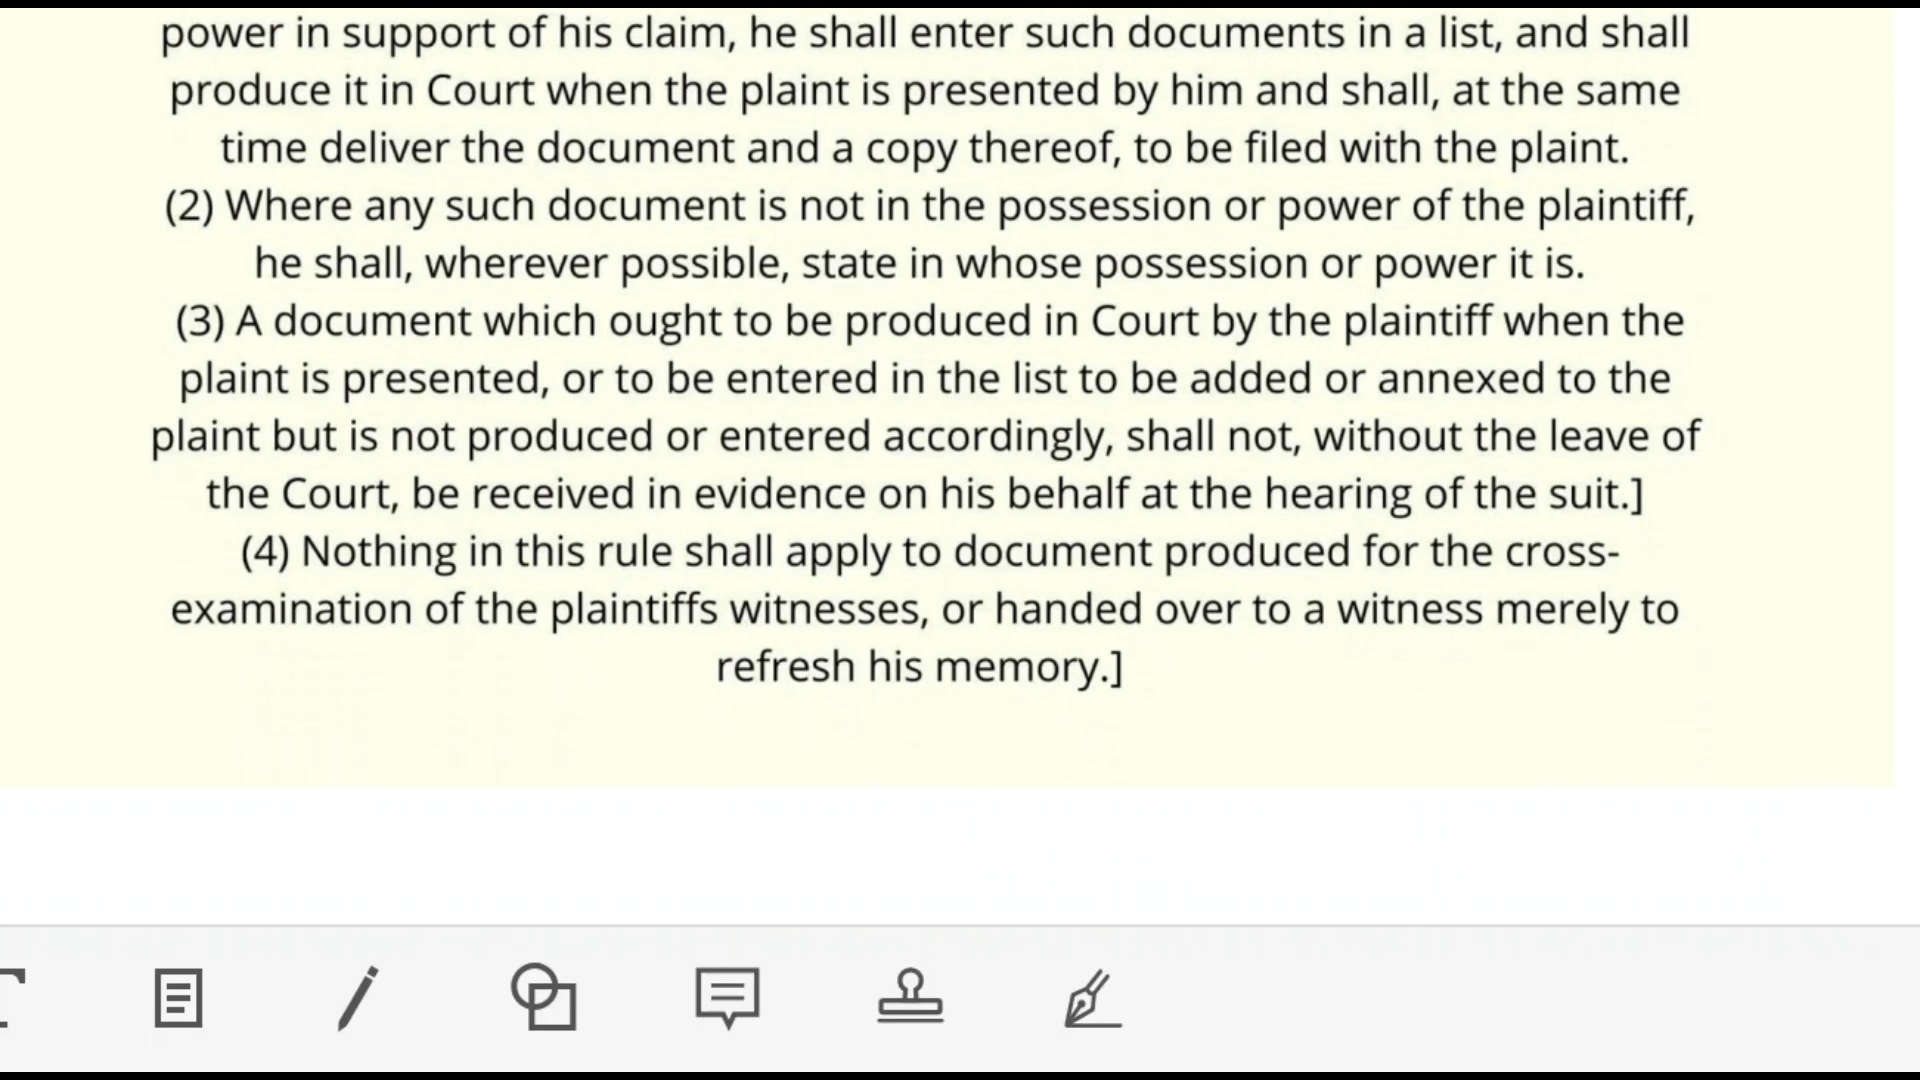 power in support of his claim, he shall enter such documents in a list, and shall
produce it in Court when the plaint is presented by him and shall, at the same
time deliver the document and a copy thereof, to be filed with the plaint.
(2) Where any such document is not in the possession or power of the plaintiff,
he shall, wherever possible, state in whose possession or power it is.
(3) A document which ought to be produced in Court by the plaintiff when the
plaint is presented, or to be entered in the list to be added or annexed to the
plaint but is not produced or entered accordingly, shall not, without the leave of
the Court, be received in evidence on his behalf at the hearing of the suit.]
(4) Nothing in this rule shall apply to document produced for the cross-
examination of the plaintiffs witnesses, or handed over to a witness merely to
refresh his memory.]